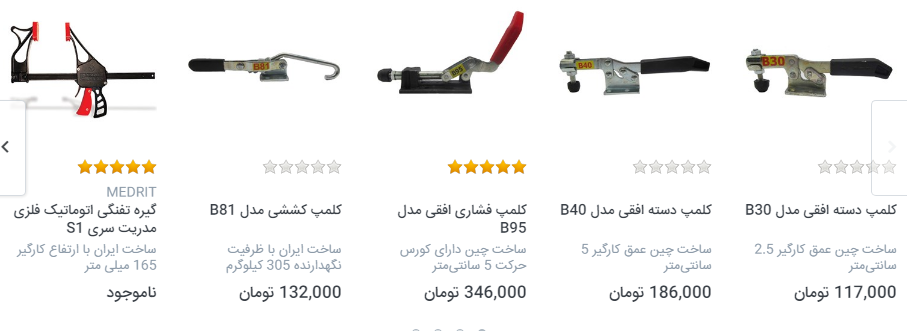 B30
کلمپ دسته افقی مدل B30
ساخت چین عمق کارگیر 2.5
سانتی‌متر
117,000 تومان
B40
کلمپ دسته افقی مدل B40
ساخت چین عمق کارگیر 5
سانتی‌متر
186,000 تومان
B95
کلمپ فشاری افقی مدل
B95
ساخت چین دارای کورس
حرکت 5 سانتی‌متر
346,000 تومان
B81
کلمپ کششی مدل B81
ساخت ایران با ظرفیت
نگهدارنده 305 کیلوگرم
132,000 تومان
MEDRIT
گیره تفنگی اتوماتیک فلزی
مدریت سری S1
ساخت ایران با ارتفاع کارگیر
165 میلی متر
ناموجود